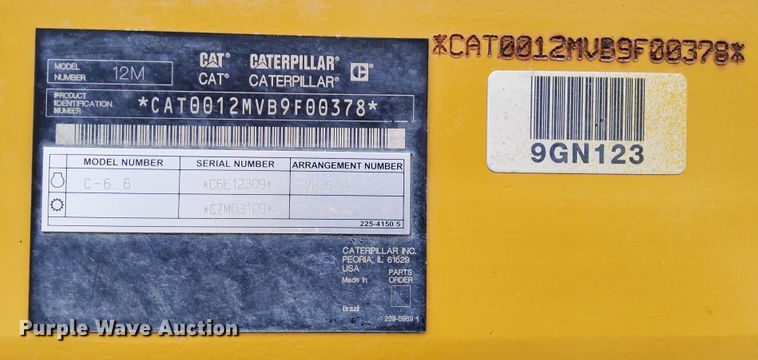 MODEL NUMBER 12M
CAT® CATERPILLAR®
CAT® CATERPILLAR®
PRODUCT IDENTIFICATION NUMBER *CAT0012MVB9F00378*
MODEL NUMBER SERIAL NUMBER ARRANGEMENT NUMBER
C-6.6 *C6E12309*
*CZM03109*
225-4150 5
CATERPILLAR INC.
PEORIA, IL 61629
USA
Made in
Brazil
PARTS ORDER
239-6969 1
*CAT0012MVB9F00378*
9GN123
Purple Wave Auction